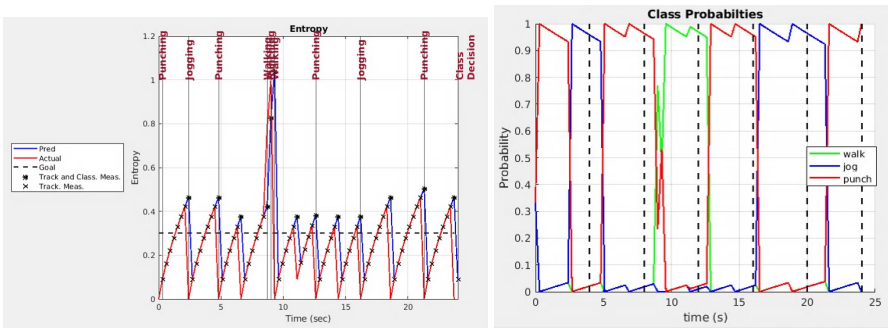 Entropy
Punching
Jogging
Punching
Walking
Walking
Punching
Jogging
Punching
Class
Decision
1.2
1
0.8
0.6
0.4
0.2
0
Entropy
0
5
10
15
20
Time (sec)
Pred
Actual
Goal
Track and Class. Meas.
Track. Meas.
Class Probabilties
1
0.9
0.8
0.7
0.6
0.5
0.4
0.3
0.2
0.1
0
Probability
0
5
10
15
20
25
time (s)
walk
jog
punch